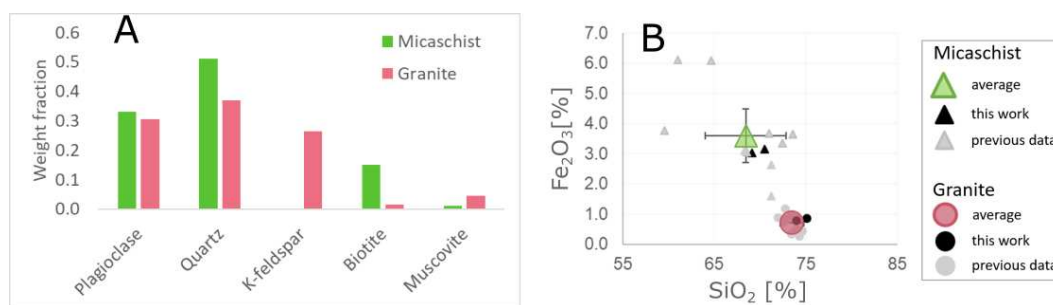 A
0.6
0.5
0.4
0.3
0.2
0.1
0.0
Weight fraction
Micaschist
Granite
Plagioclase
Quartz
K-feldspar
Biotite
Muscovite
B
7.0
6.0
5.0
4.0
3.0
2.0
1.0
0.0
Fe₂O₃[%]
55 65 75 85
SiO₂ [%]
Micaschist
average
this work
previous data
Granite
average
this work
previous data